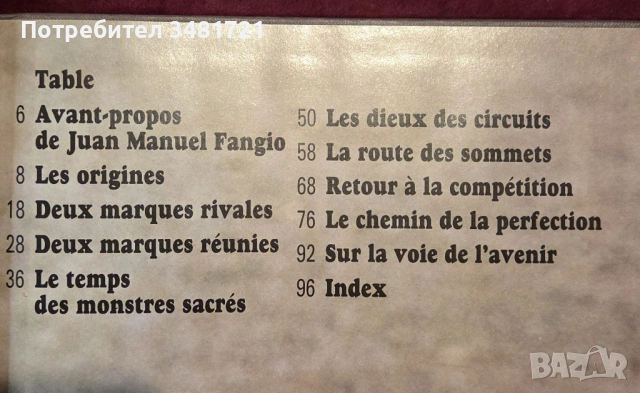 Потребител 3481721
Table
6 Avant-propos
de Juan Manuel Fangio
8 Les origines
18 Deux marques rivales
28 Deux marques réunies
36 Le temps
des monstres sacrés
50 Les dieux des circuits
58 La route des sommets
68 Retour à la compétition
76 Le chemin de la perfection
92 Sur la voie de l'avenir
96 Index
BAZAR
bazar.bg